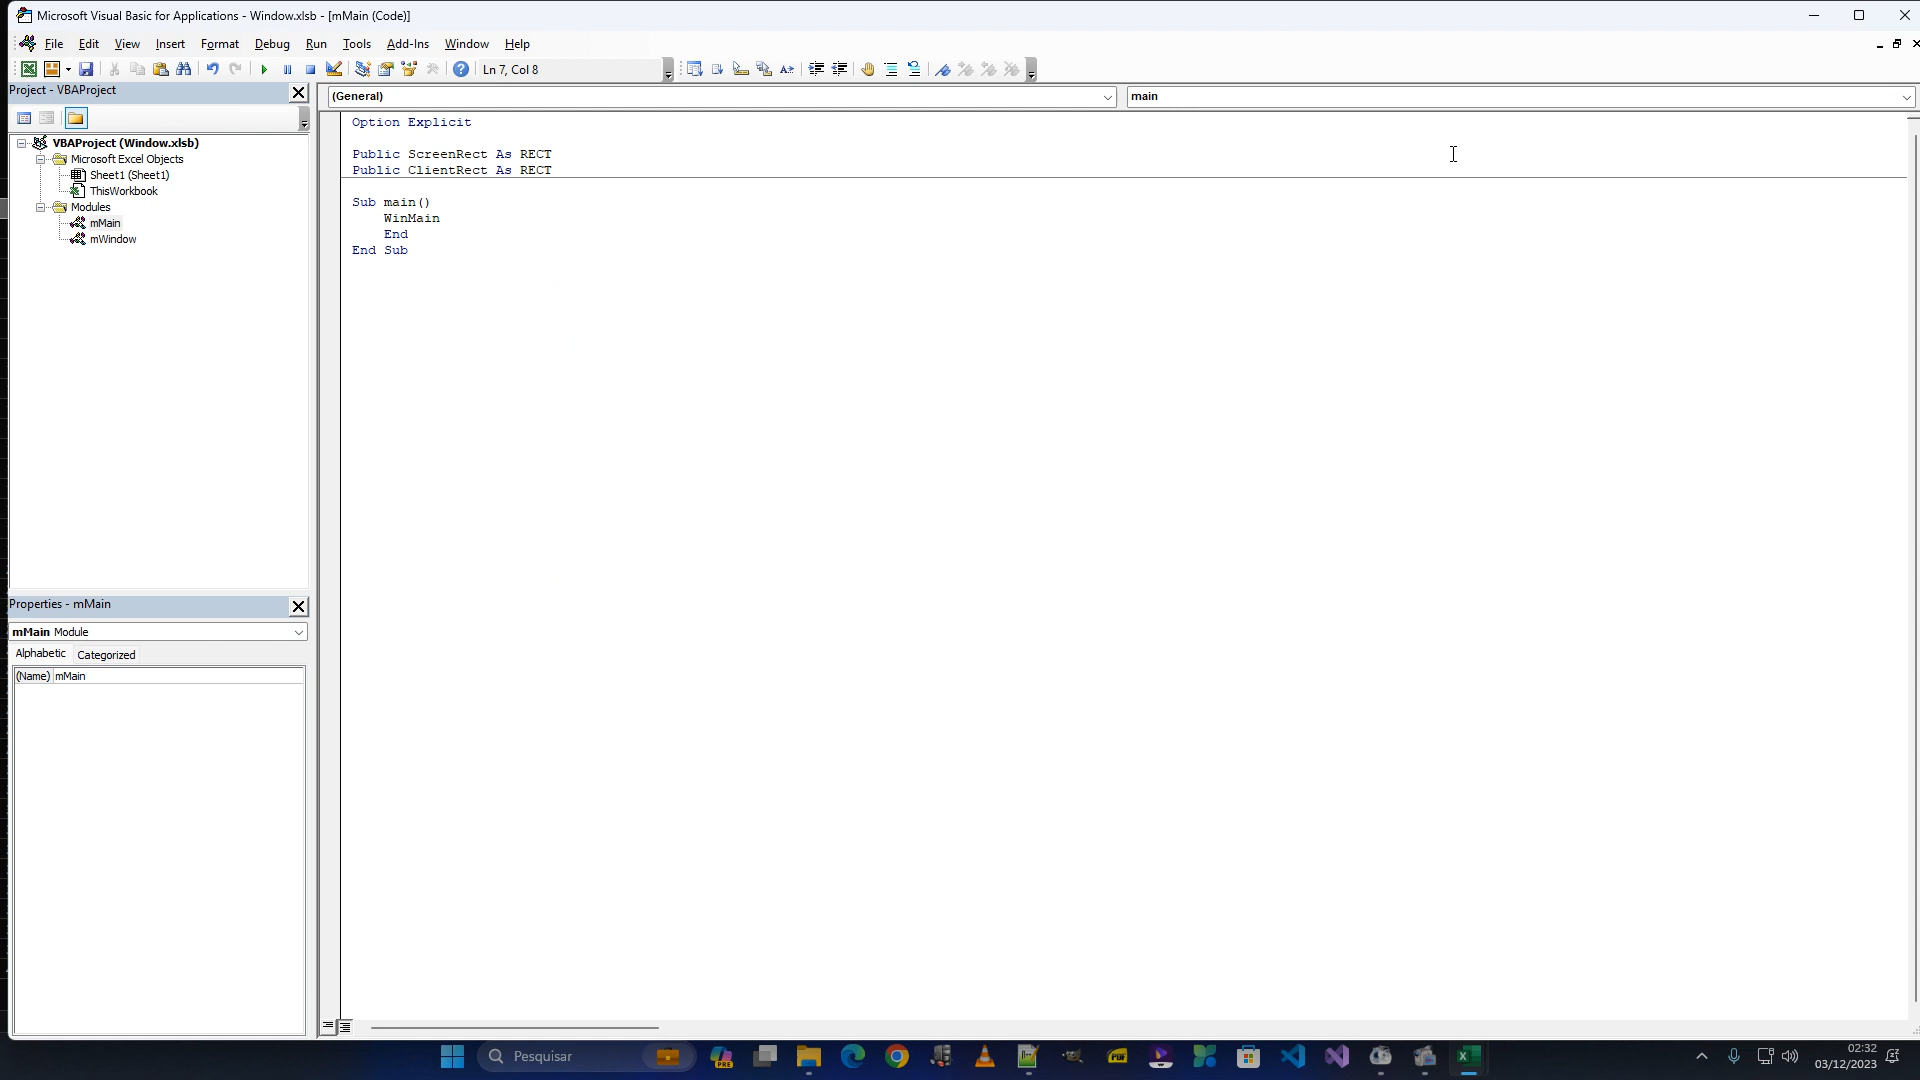 Microsoft Visual Basic for Applications - Window.xlsb - [mMain (Code)]
File Edit View Insert Format Debug Run Tools Add-Ins Window Help
Ln 7, Col 8
Project - VBAProject
(General)
main
VBAProject (Window.xlsb)
Microsoft Excel Objects
Sheet1 (Sheet1)
ThisWorkbook
Modules
mMain
mWindow
Option Explicit
Public ScreenRect As RECT
Public ClientRect As RECT
Sub main()
WinMain
End
End Sub
Properties - mMain
mMain Module
Alphabetic Categorized
(Name) mMain
Pesquisar
PRE
PDF
02:32
03/12/2023